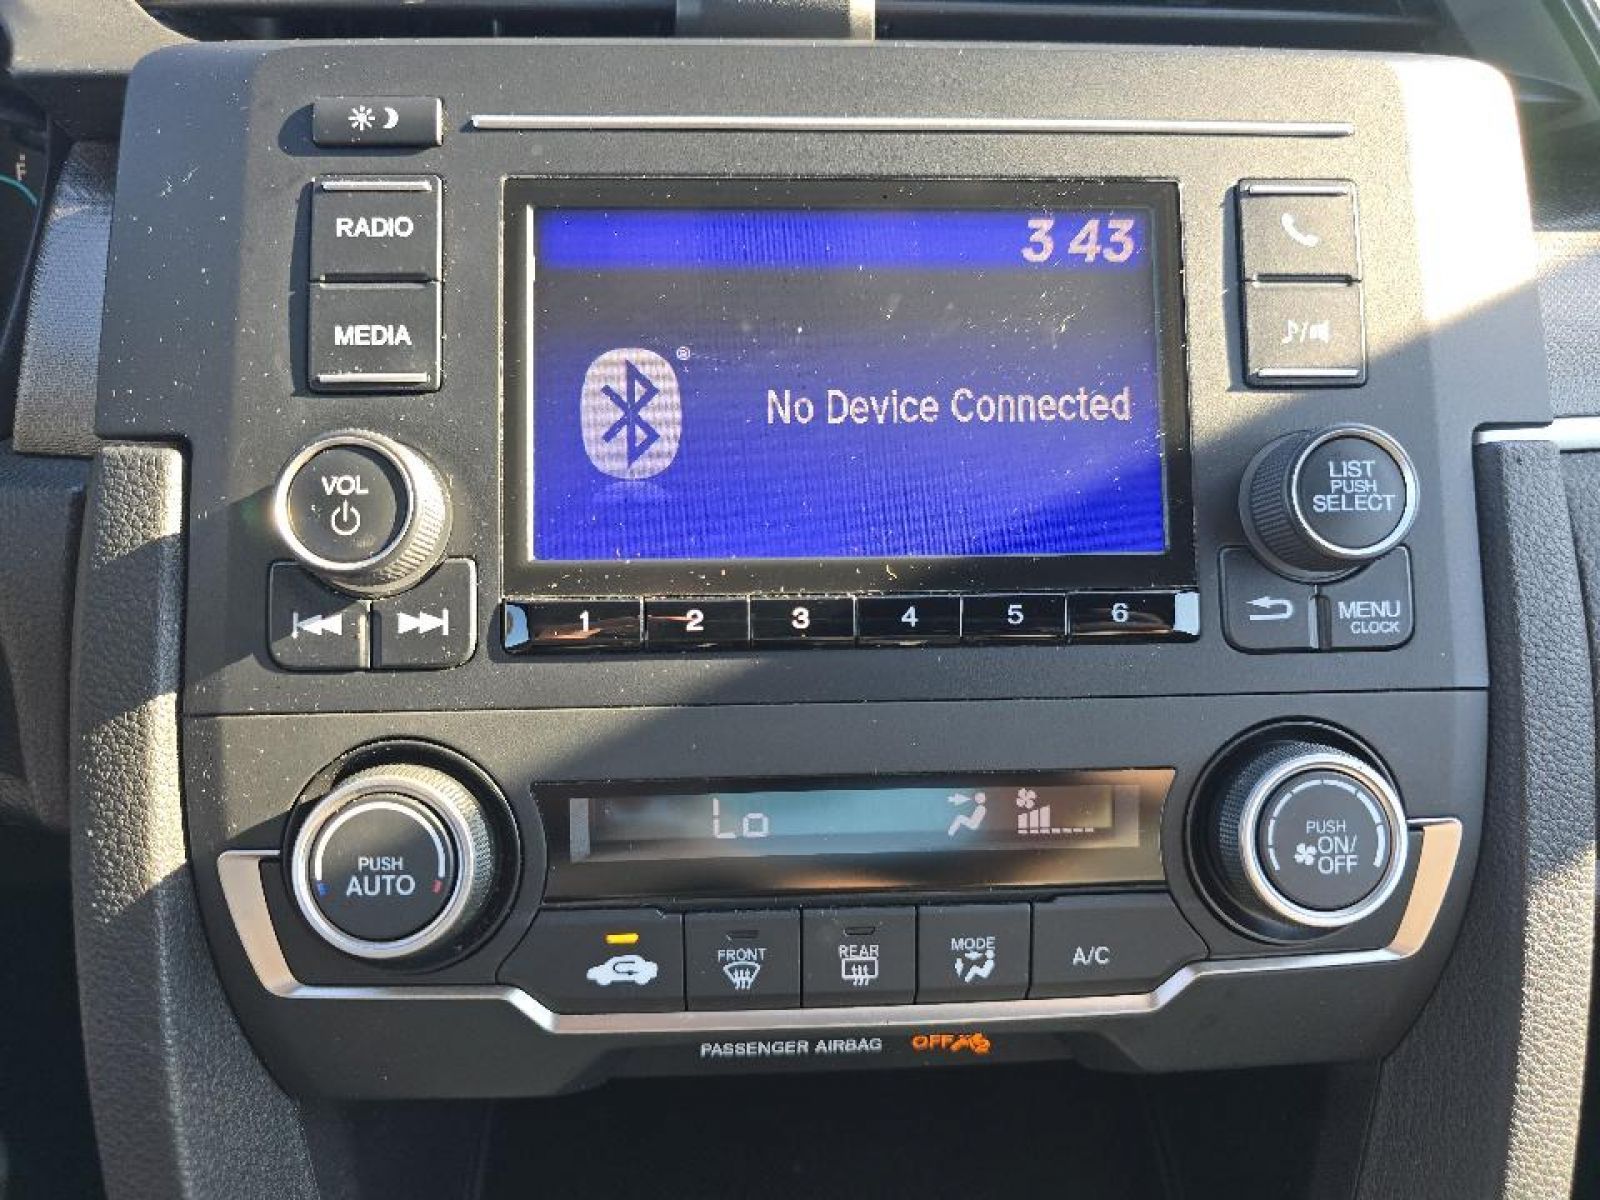 RADIO
MEDIA
3 43
®
No Device Connected
VOL
LIST
PUSH
SELECT
1 2 3 4 5 6
MENU
CLOCK
Lo
PUSH
AUTO
PUSH
ON/
OFF
FRONT
REAR
MODE
A/C
PASSENGER AIRBAG OFF
F